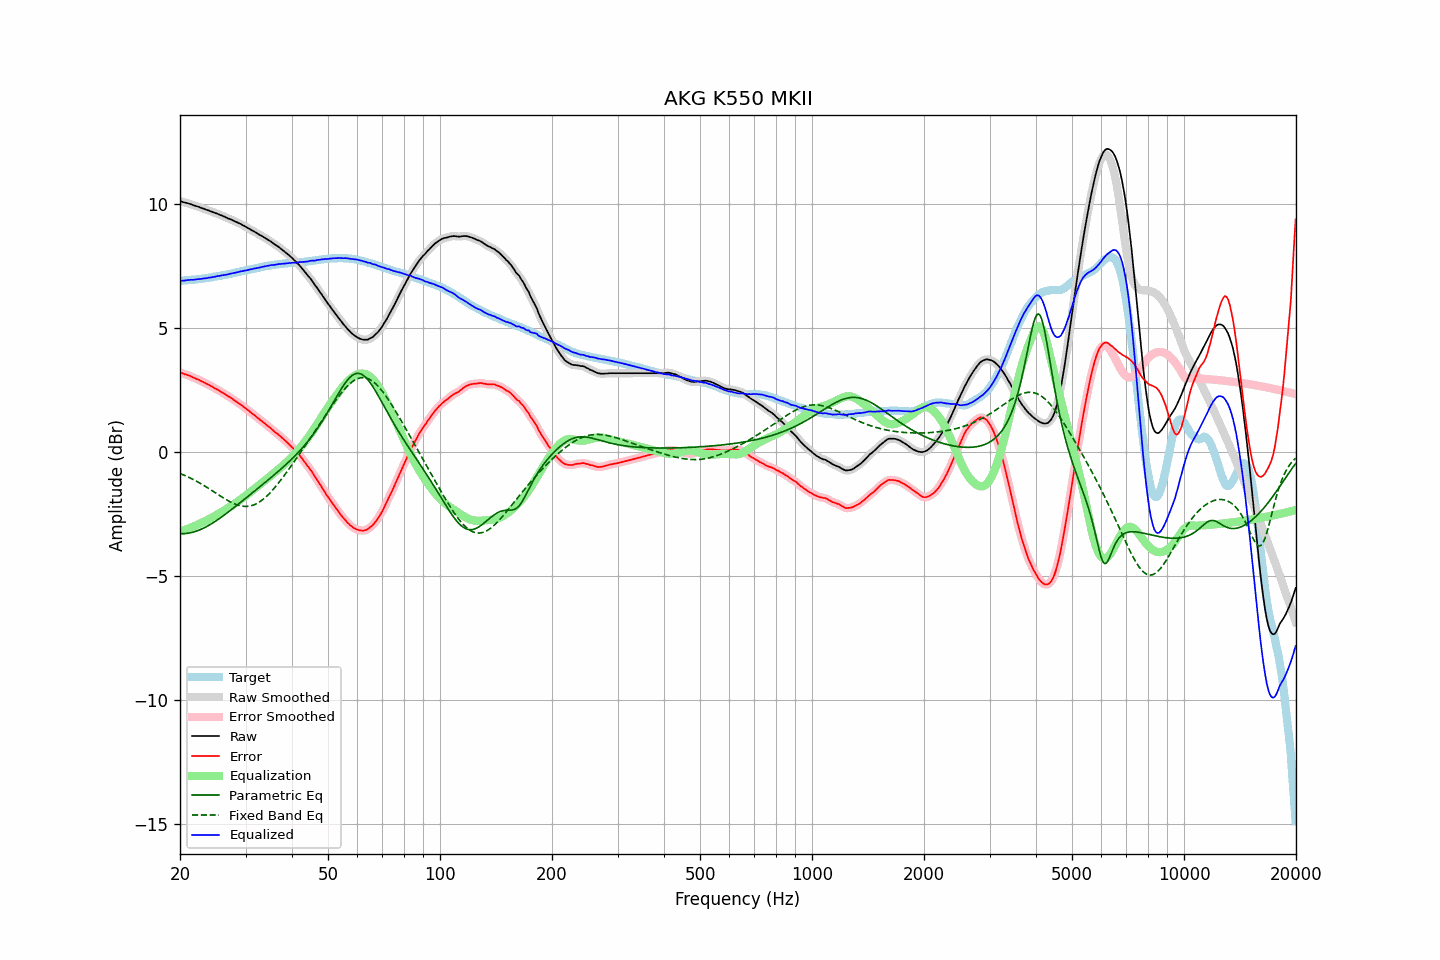 AKG K550 MKII
Amplitude (dBr)
10
5
0
−5
−10
−15
Target
Raw Smoothed
Error Smoothed
Raw
Error
Equalization
Parametric Eq
Fixed Band Eq
Equalized
20 50 100 200 500 1000 2000 5000 10000 20000
Frequency (Hz)